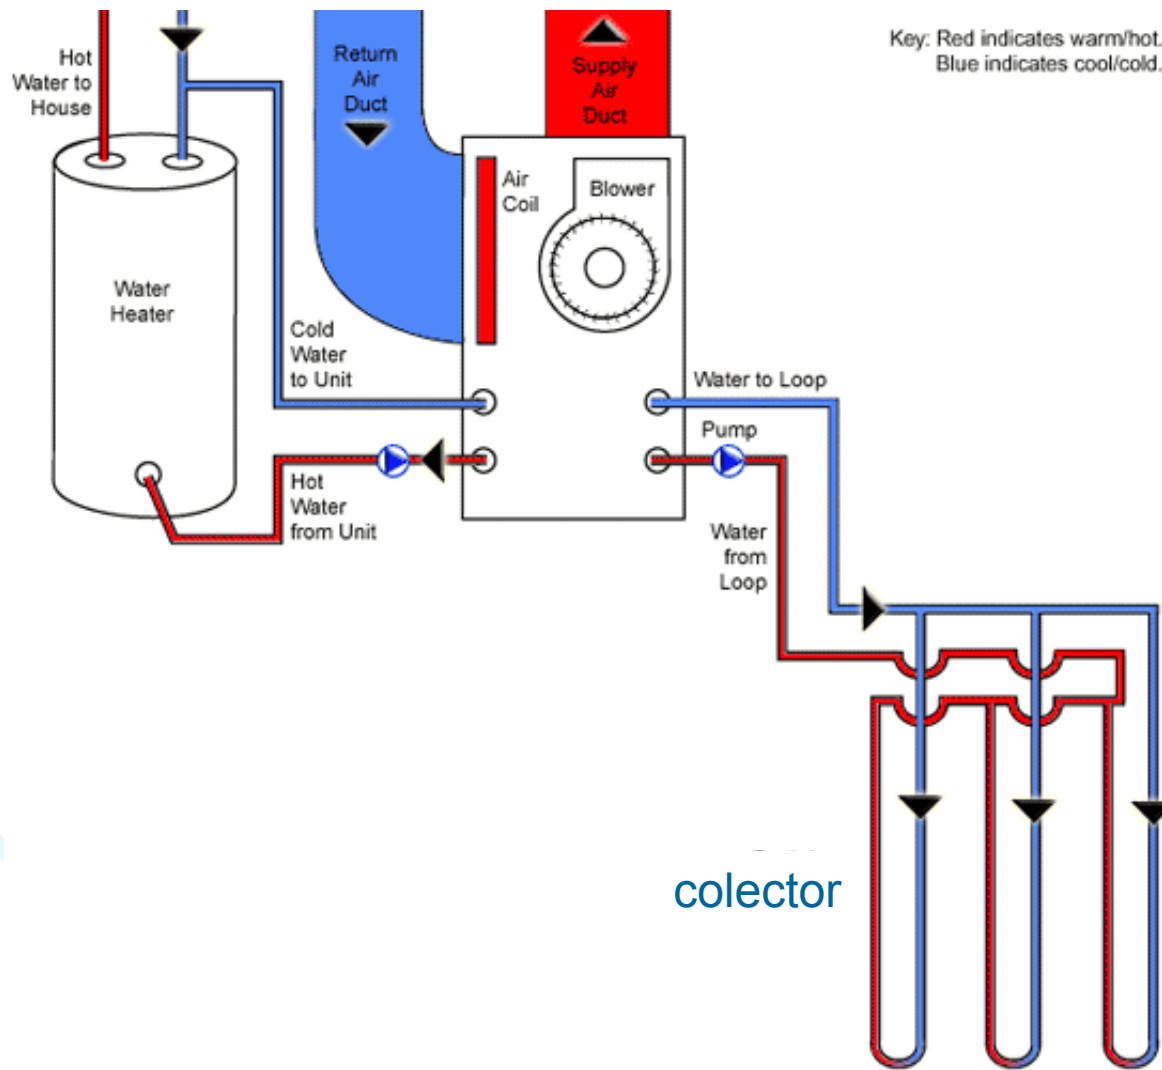 Key: Red indicates warm/hot.
Blue indicates cool/cold.
Hot
Water to
House
Return
Air
Duct
Supply
Air
Duct
Air
Coil
Blower
Water
Heater
Cold
Water
to Unit
Water to Loop
Pump
Hot
Water
from Unit
Water
from
Loop
colector